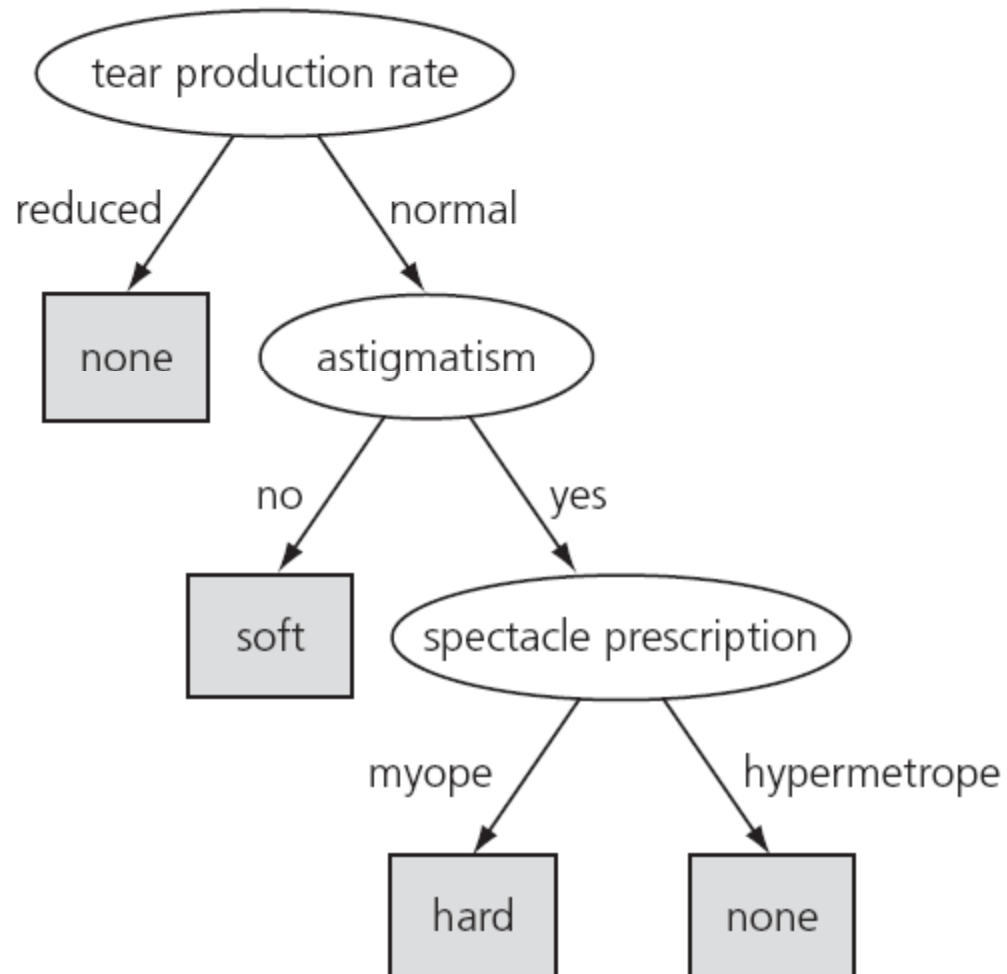 tear production rate
reduced
normal
none
astigmatism
no
yes
soft
spectacle prescription
myope
hypermetrope
hard
none